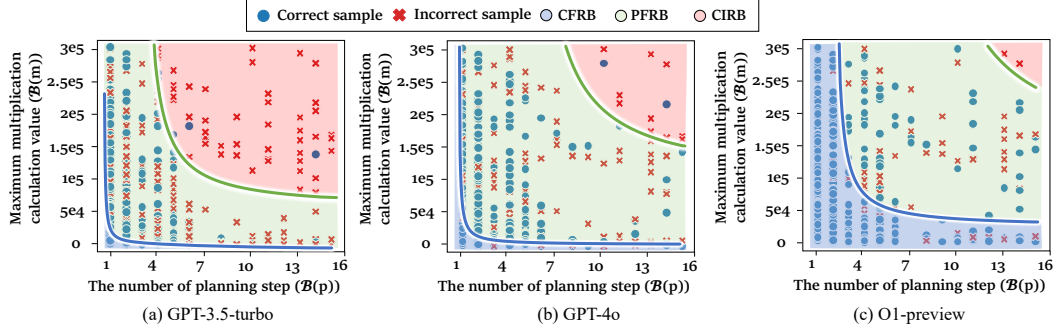 Correct sample Incorrect sample CFRB PFRB CIRB
Maximum multiplication
calculation value (𝓑(m))
3e5
2.5e5
2e5
1.5e5
1e5
5e4
0
1 4 7 10 13 16
The number of planning step (𝓑(p))
(a) GPT-3.5-turbo
Maximum multiplication
calculation value (𝓑(m))
3e5
2.5e5
2e5
1.5e5
1e5
5e4
0
1 4 7 10 13 16
The number of planning step (𝓑(p))
(b) GPT-4o
Maximum multiplication
calculation value (𝓑(m))
3e5
2.5e5
2e5
1.5e5
1e5
5e4
0
1 4 7 10 13 16
The number of planning step (𝓑(p))
(c) O1-preview